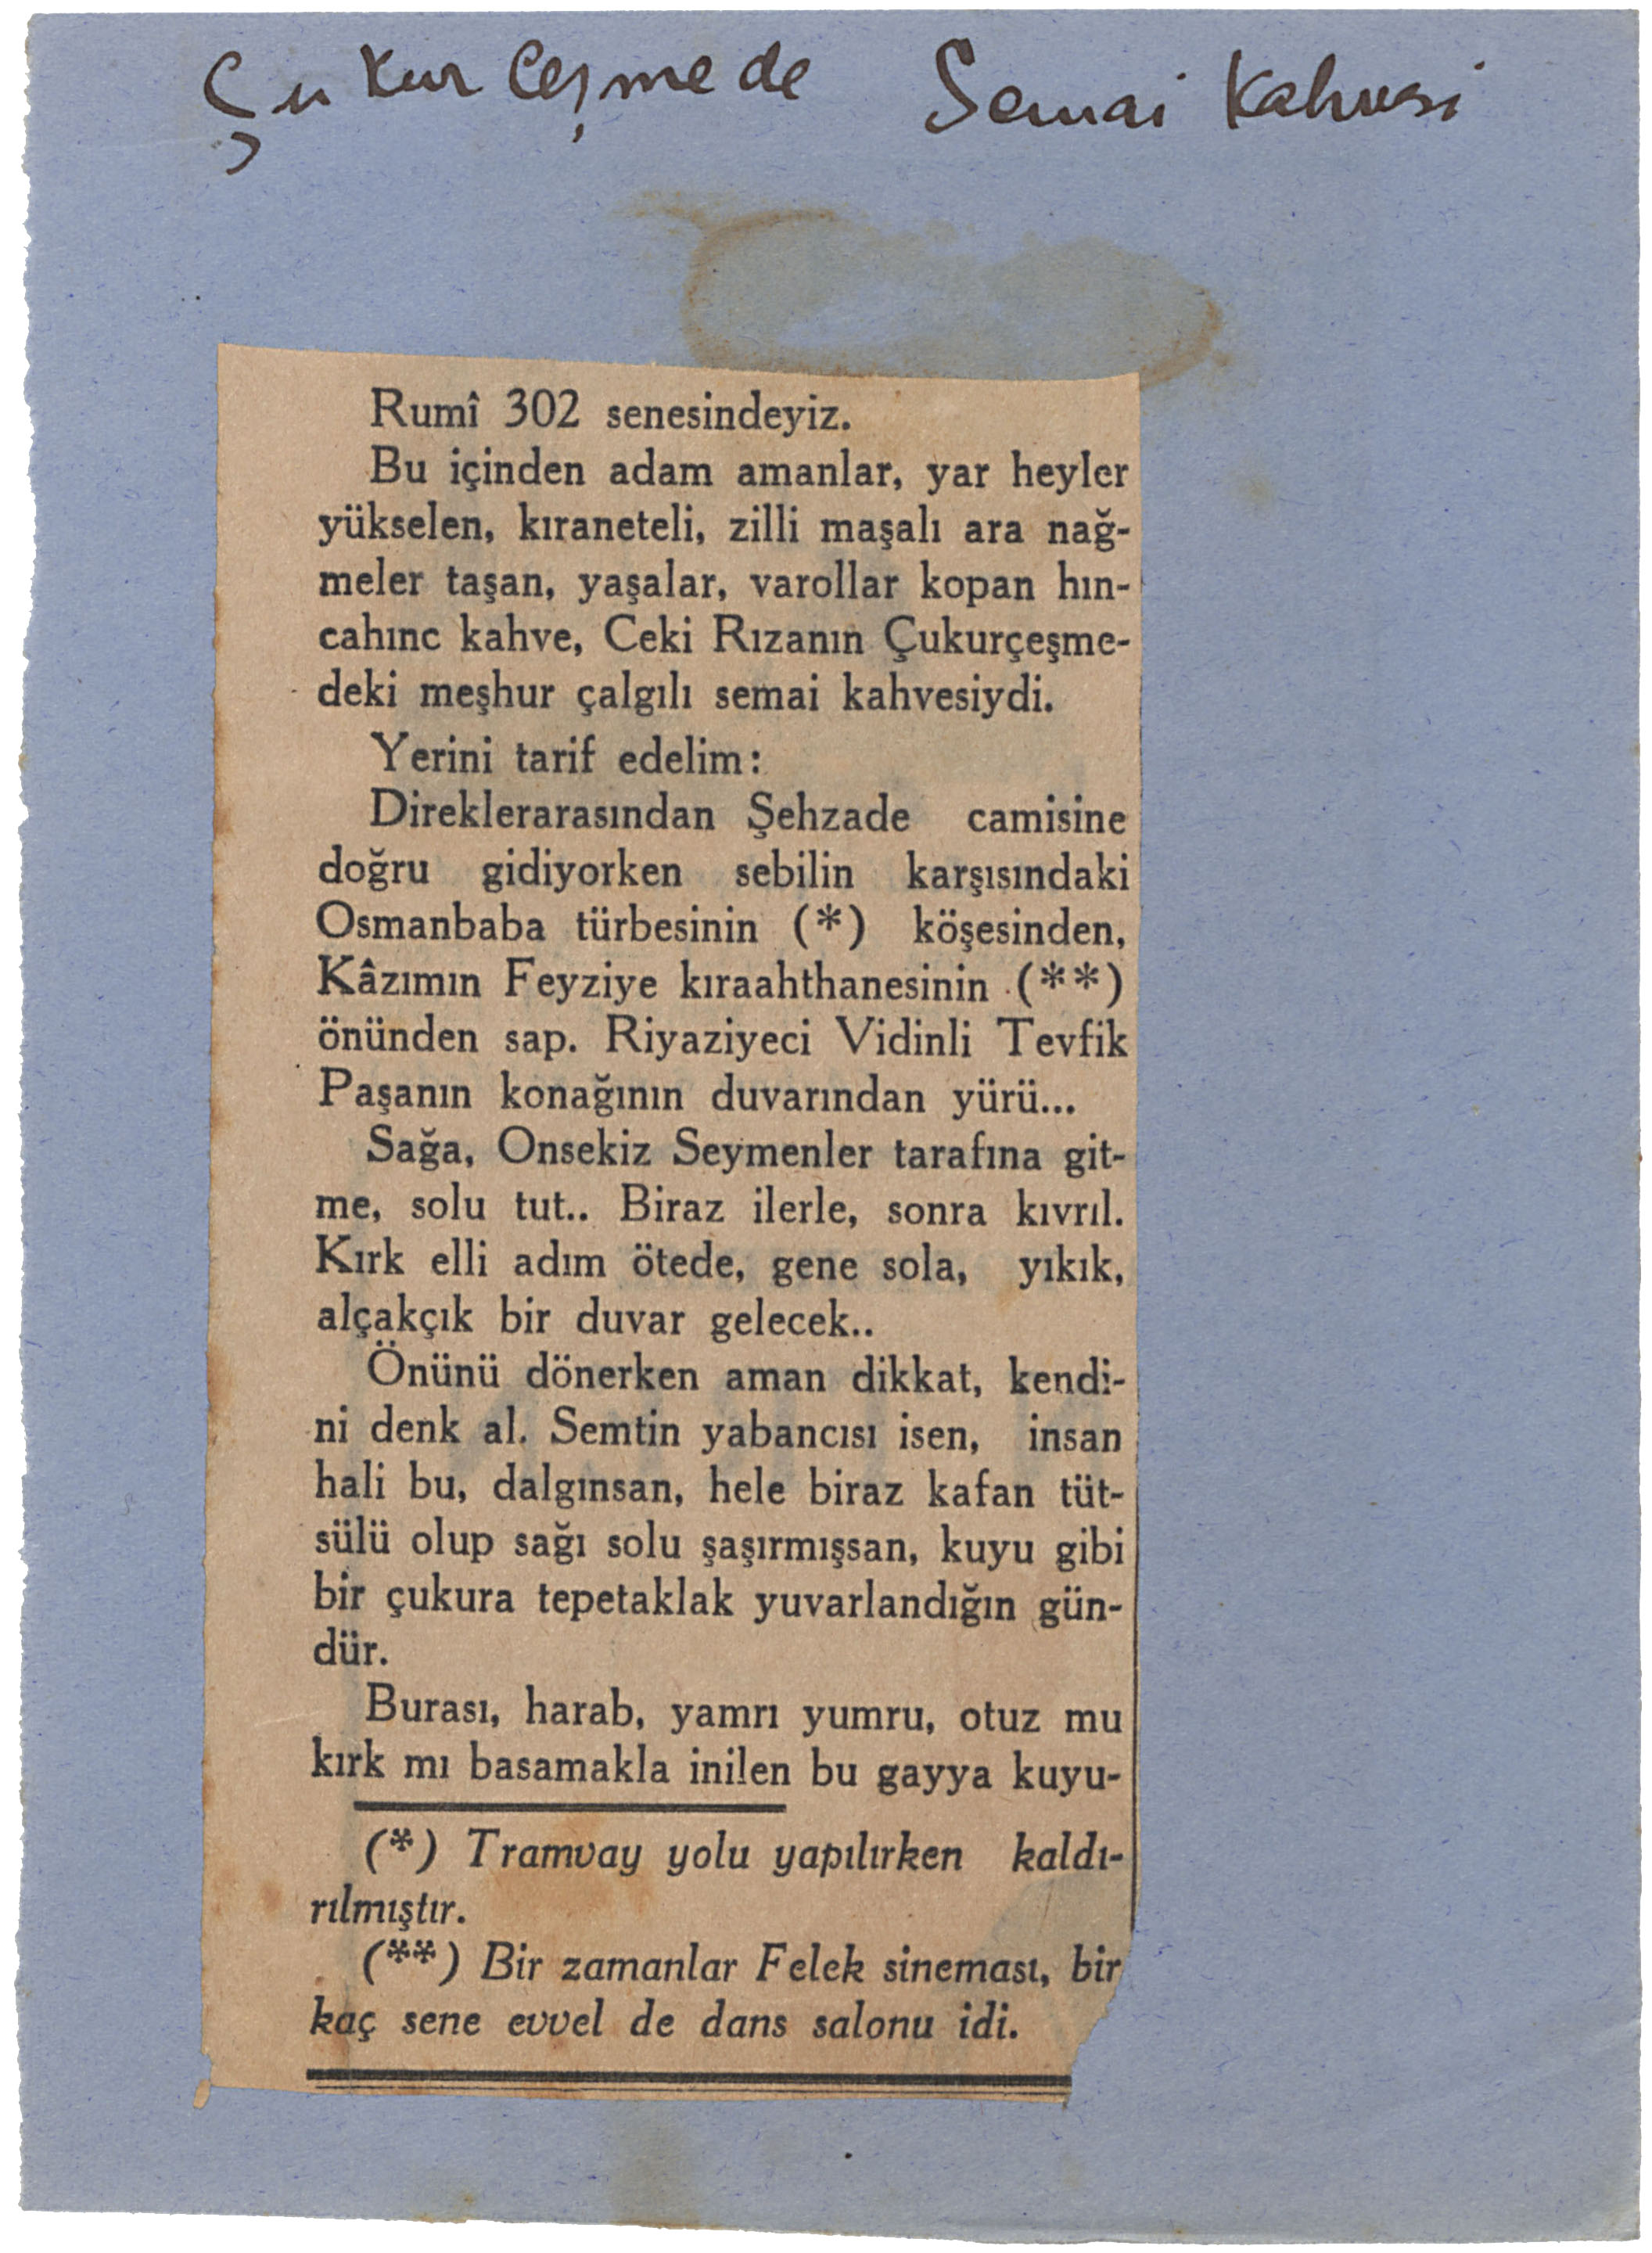 Çukur Çeşmede Semai Kahvesi
Rumî 302 senesindeyiz.
Bu içinden adam amanlar, yar heyler
yükselen, kıraneteli, zilli maşalı ara nağ-
meler taşan, yaşalar, varollar kopan hın-
cahınc kahve, Ceki Rızanın Çukurçeşme-
deki meşhur çalgılı semai kahvesiydi.
Yerini tarif edelim:
Direklerarasından Şehzade camisine
doğru gidiyorken sebilin karşısındaki
Osmanbaba türbesinin (*) köşesinden,
Kâzımın Feyziye kıraahthanesinin (**)
önünden sap. Riyaziyeci Vidinli Tevfik
Paşanın konağının duvarından yürü...
Sağa, Onsekiz Seymenler tarafına git-
me, solu tut.. Biraz ilerle, sonra kıvrıl.
Kırk elli adım ötede, gene sola, yıkık,
alçakçık bir duvar gelecek..
Önünü dönerken aman dikkat, kendi-
ni denk al. Semtin yabancısı isen, insan
hali bu, dalgınsan, hele biraz kafan tüt-
sülü olup sağı solu şaşırmışsan, kuyu gibi
bir çukura tepetaklak yuvarlandığın gün-
dür.
Burası, harab, yamrı yumru, otuz mu
kırk mı basamakla inilen bu gayya kuyu-
(*) Tramvay yolu yapılırken kaldı-
rılmıştır.
(**) Bir zamanlar Felek sineması, bir
kaç sene evvel de dans salonu idi.